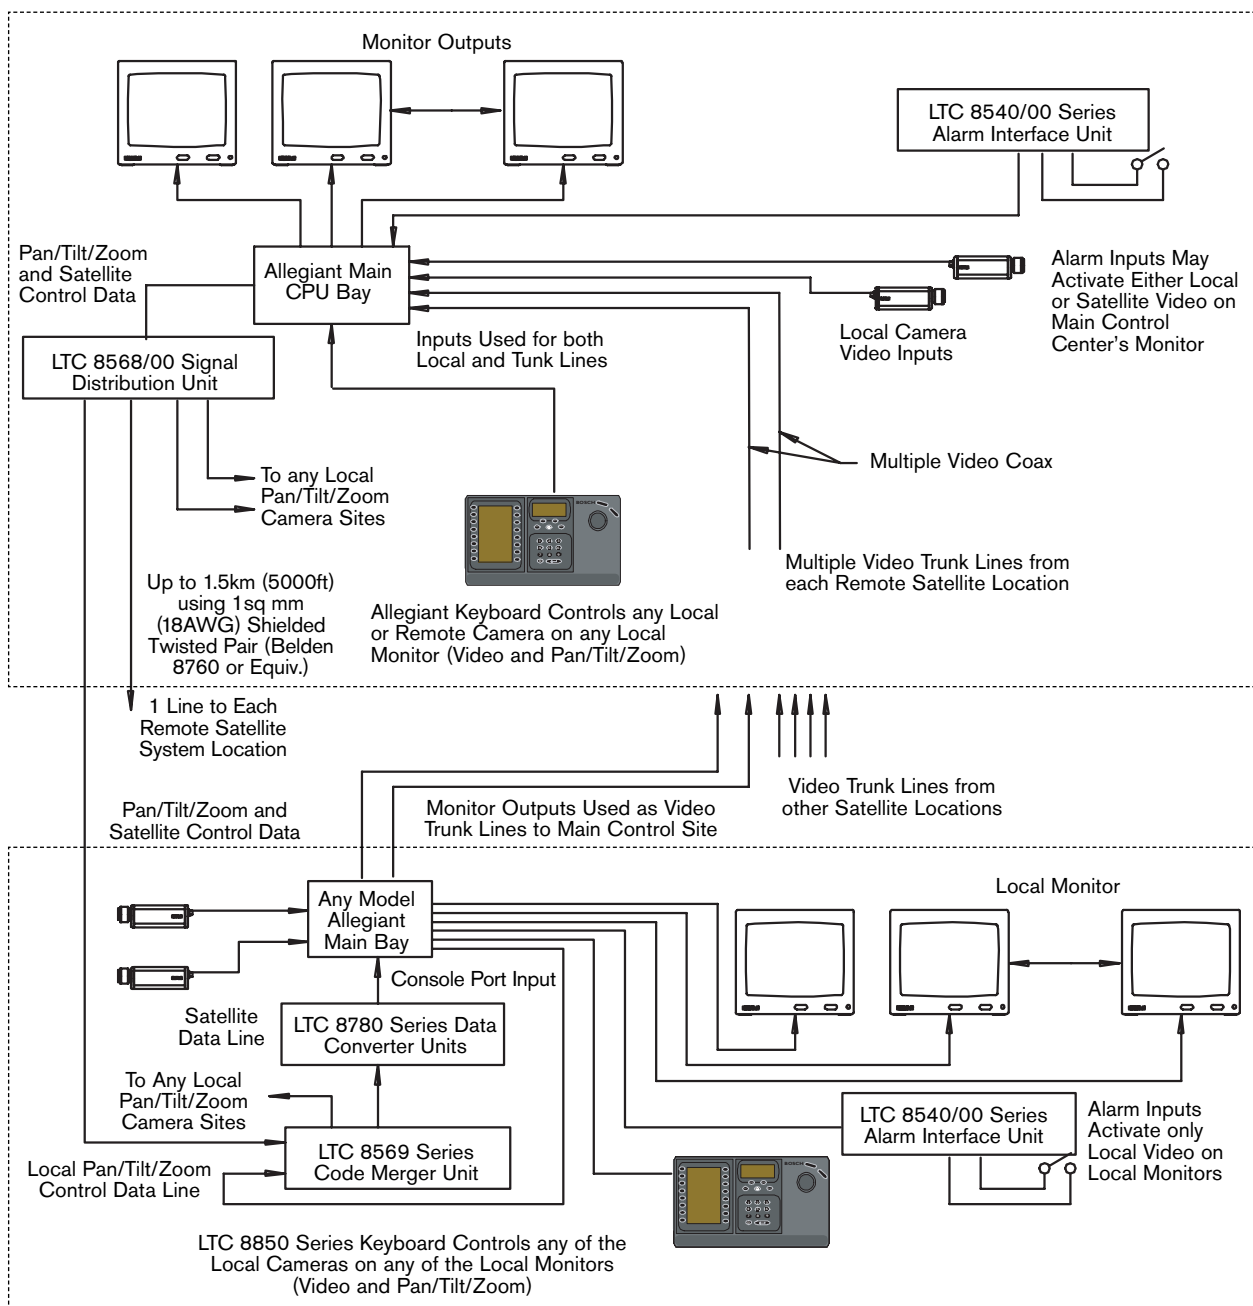 Monitor Outputs
LTC 8540/00 Series
Alarm Interface Unit
Pan/Tilt/Zoom
and Satellite
Control Data
Allegiant Main
CPU Bay
Alarm Inputs May
Activate Either Local
or Satellite Video on
Main Control
Center's Monitor
Local Camera
Video Inputs
Inputs Used for both
Local and Tunk Lines
LTC 8568/00 Signal
Distribution Unit
Multiple Video Coax
To any Local
Pan/Tilt/Zoom
Camera Sites
BOSCH
Multiple Video Trunk Lines from
each Remote Satellite Location
Up to 1.5km (5000ft)
using 1sq mm
(18AWG) Shielded
Twisted Pair (Belden
8760 or Equiv.)
Allegiant Keyboard Controls any Local
or Remote Camera on any Local
Monitor (Video and Pan/Tilt/Zoom)
1 Line to Each
Remote Satellite
System Location
Video Trunk Lines from
other Satellite Locations
Pan/Tilt/Zoom and
Satellite Control Data
Monitor Outputs Used as Video
Trunk Lines to Main Control Site
Any Model
Allegiant
Main Bay
Local Monitor
Console Port Input
Satellite
Data Line
LTC 8780 Series Data
Converter Units
To Any Local
Pan/Tilt/Zoom
Camera Sites
LTC 8540/00 Series
Alarm Interface Unit
Alarm Inputs
Activate only
Local Video on
Local Monitors
LTC 8569 Series
Code Merger Unit
Local Pan/Tilt/Zoom
Control Data Line
BOSCH
LTC 8850 Series Keyboard Controls any of the
Local Cameras on any of the Local Monitors
(Video and Pan/Tilt/Zoom)